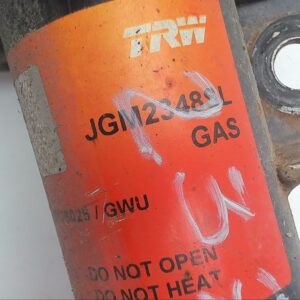 TRW
JGM2348SL
GAS
/ GWU
DO NOT OPEN
DO NOT HEAT